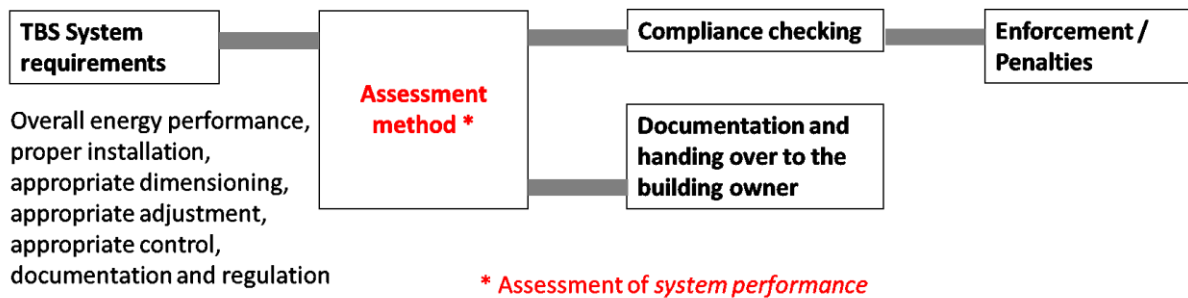 TBS System
requirements
Overall energy performance,
proper installation,
appropriate dimensioning,
appropriate adjustment,
appropriate control,
documentation and regulation
Assessment
method *
Compliance checking
Documentation and
handing over to the
building owner
Enforcement /
Penalties
* Assessment of system performance